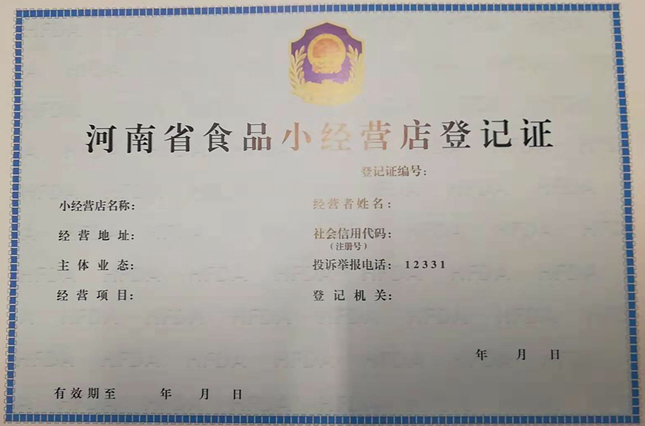 河南省食品小经营店登记证
登记证编号:
小经营店名称:
经营者姓名:
经营地址:
社会信用代码:
(注册号)
主体业态:
投诉举报电话: 12331
经营项目:
登记机关:
年 月 日
有效期至 年 月 日